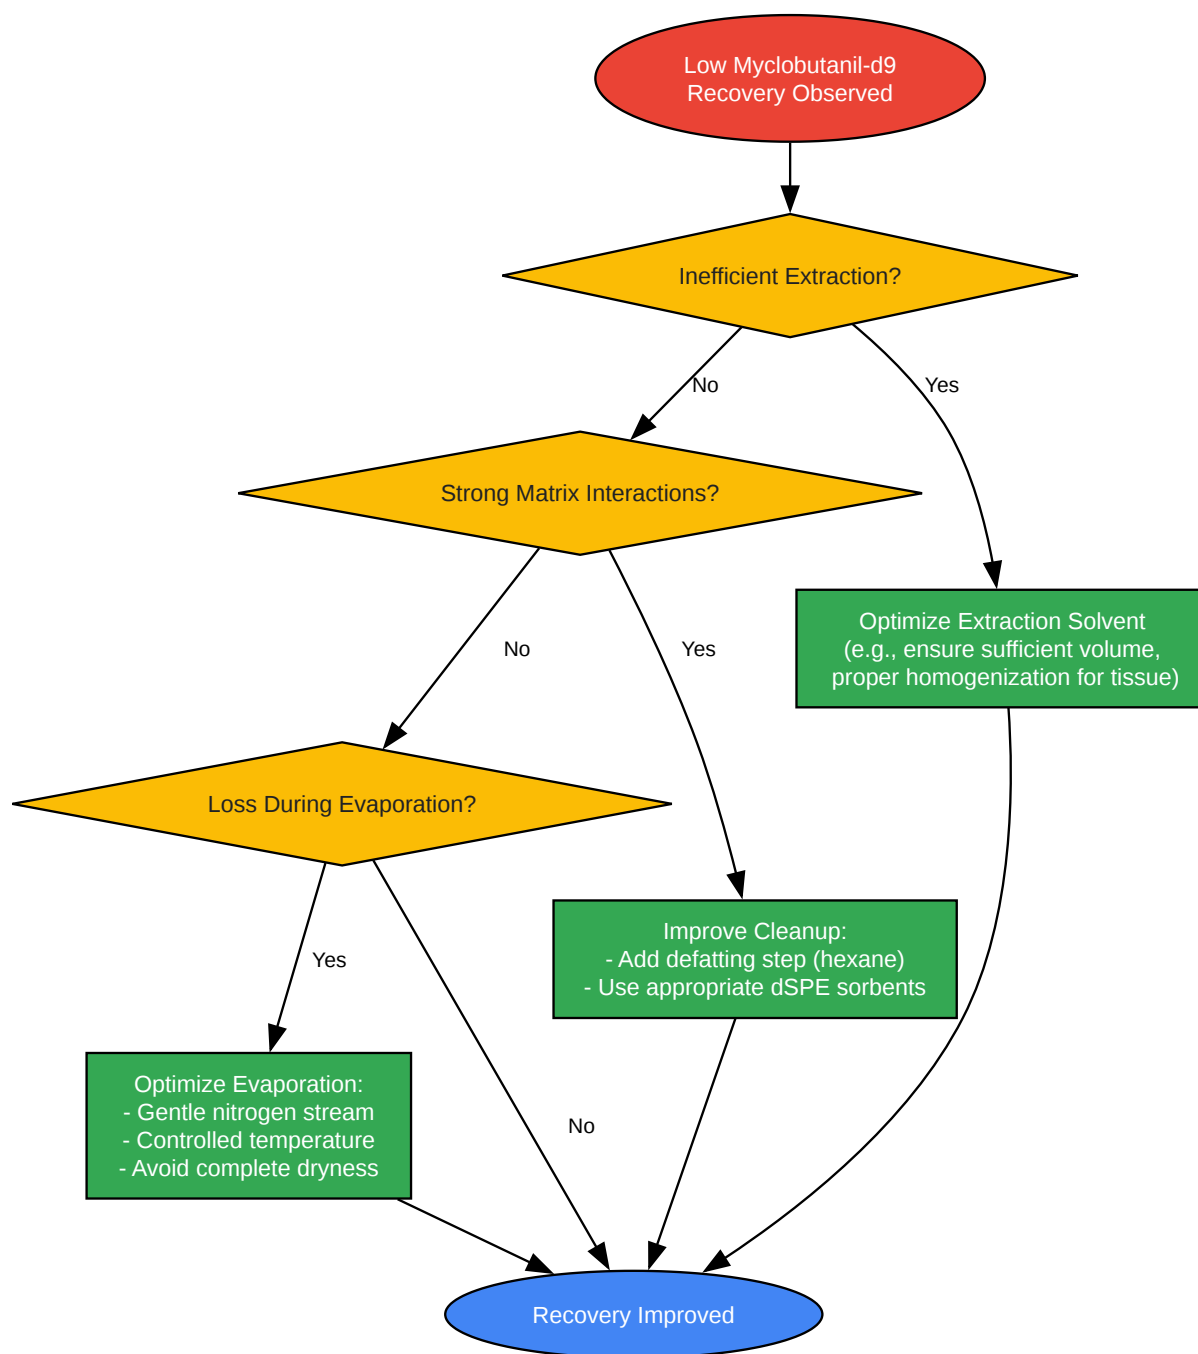 Low Myclobutanil-d9
Recovery Observed
Inefficient Extraction?
No
Yes
Strong Matrix Interactions?
No
Yes
Optimize Extraction Solvent
(e.g., ensure sufficient volume,
proper homogenization for tissue)
Loss During Evaporation?
Yes
No
Improve Cleanup:
- Add defatting step (hexane)
- Use appropriate dSPE sorbents
Optimize Evaporation:
- Gentle nitrogen stream
- Controlled temperature
- Avoid complete dryness
Recovery Improved